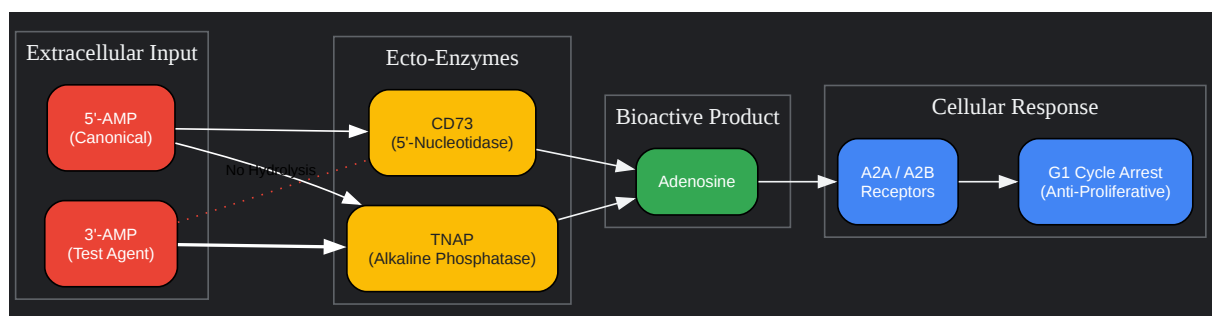 Extracellular Input
5'-AMP
(Canonical)
3'-AMP
(Test Agent)
No Hydrolysis
Ecto-Enzymes
CD73
(5'-Nucleotidase)
TNAP
(Alkaline Phosphatase)
Bioactive Product
Adenosine
Cellular Response
A2A / A2B
Receptors
G1 Cycle Arrest
(Anti-Proliferative)